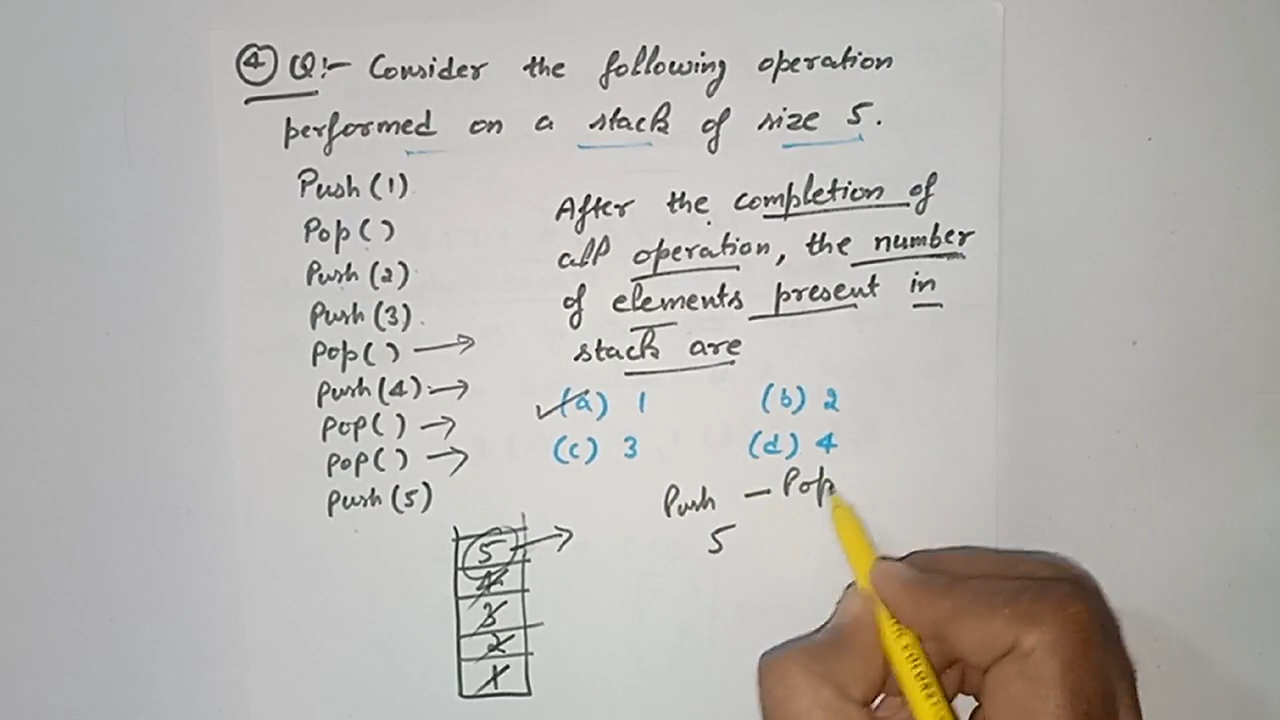 ④ Q:- Consider the following operation
performed on a stack of size 5.
Push (1)
Pop ( )
Push (2)
Push (3)
Pop ( ) →
Push (4) →
Pop ( ) →
Pop ( ) →
Push (5)
After the completion of
all operation, the number
of elements present in
stack are
(a) 1 (b) 2
(c) 3 (d) 4
Push - Pop
5
5 →
4
3
2
1